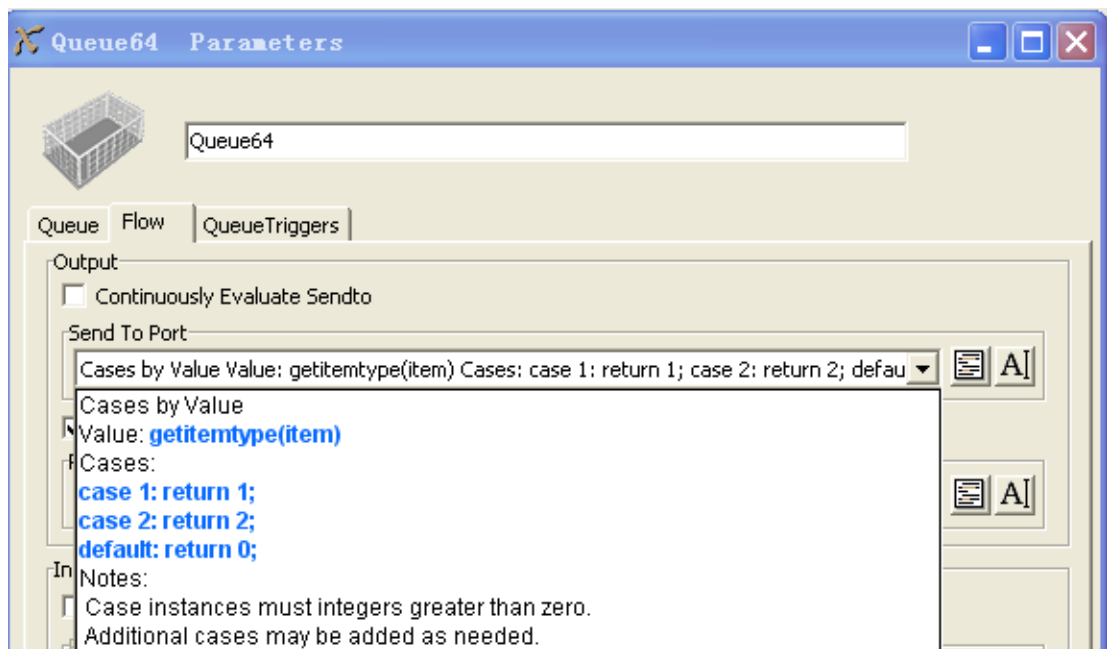 Queue64 Parameters
Queue64
Queue Flow QueueTriggers
Output
Continuously Evaluate Sendto
Send To Port
Cases by Value Value: getitemtype(item) Cases: case 1: return 1; case 2: return 2; defau
A
Cases by Value
Value: getitemtype(item)
Cases:
case 1: return 1;
case 2: return 2;
A
default: return 0;
In
Notes:
Case instances must integers greater than zero.
Additional cases may be added as needed.